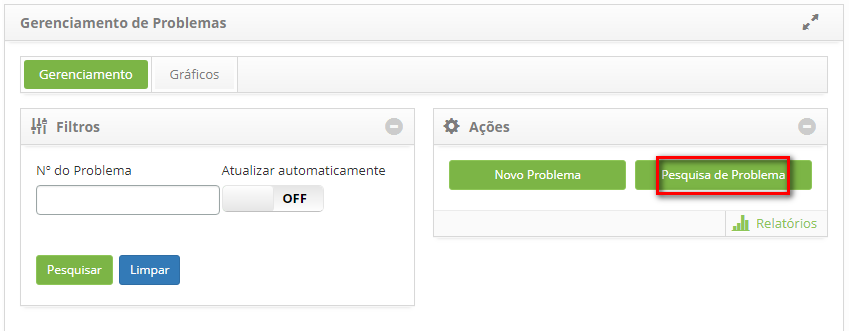 Gerenciamento de Problemas
Gerenciamento
Gráficos
Filtros
Nº do Problema
Atualizar automaticamente
OFF
Pesquisar
Limpar
Ações
Novo Problema
Pesquisa de Problema
Relatórios